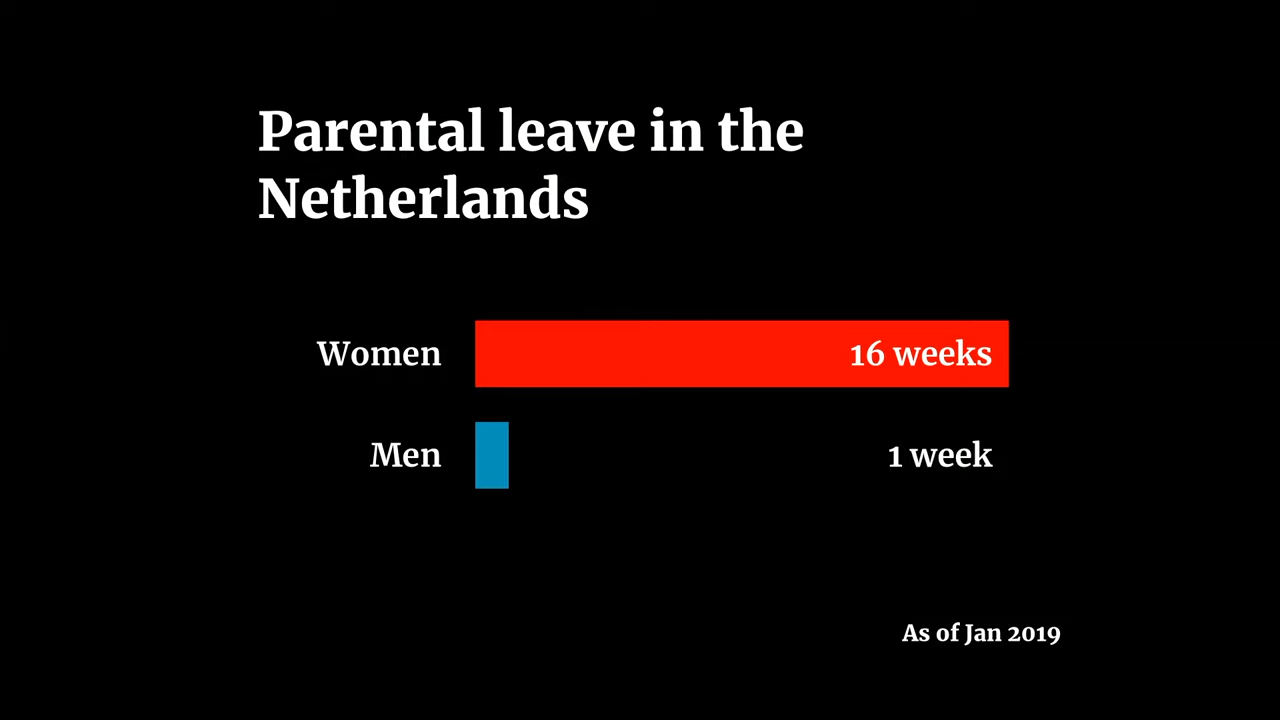 Parental leave in the
Netherlands
Women 16 weeks
Men 1 week
As of Jan 2019